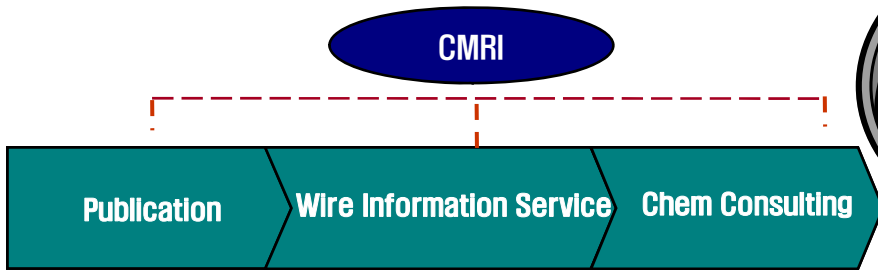 CMRI
Publication
Wire Information Service
Chem Consulting